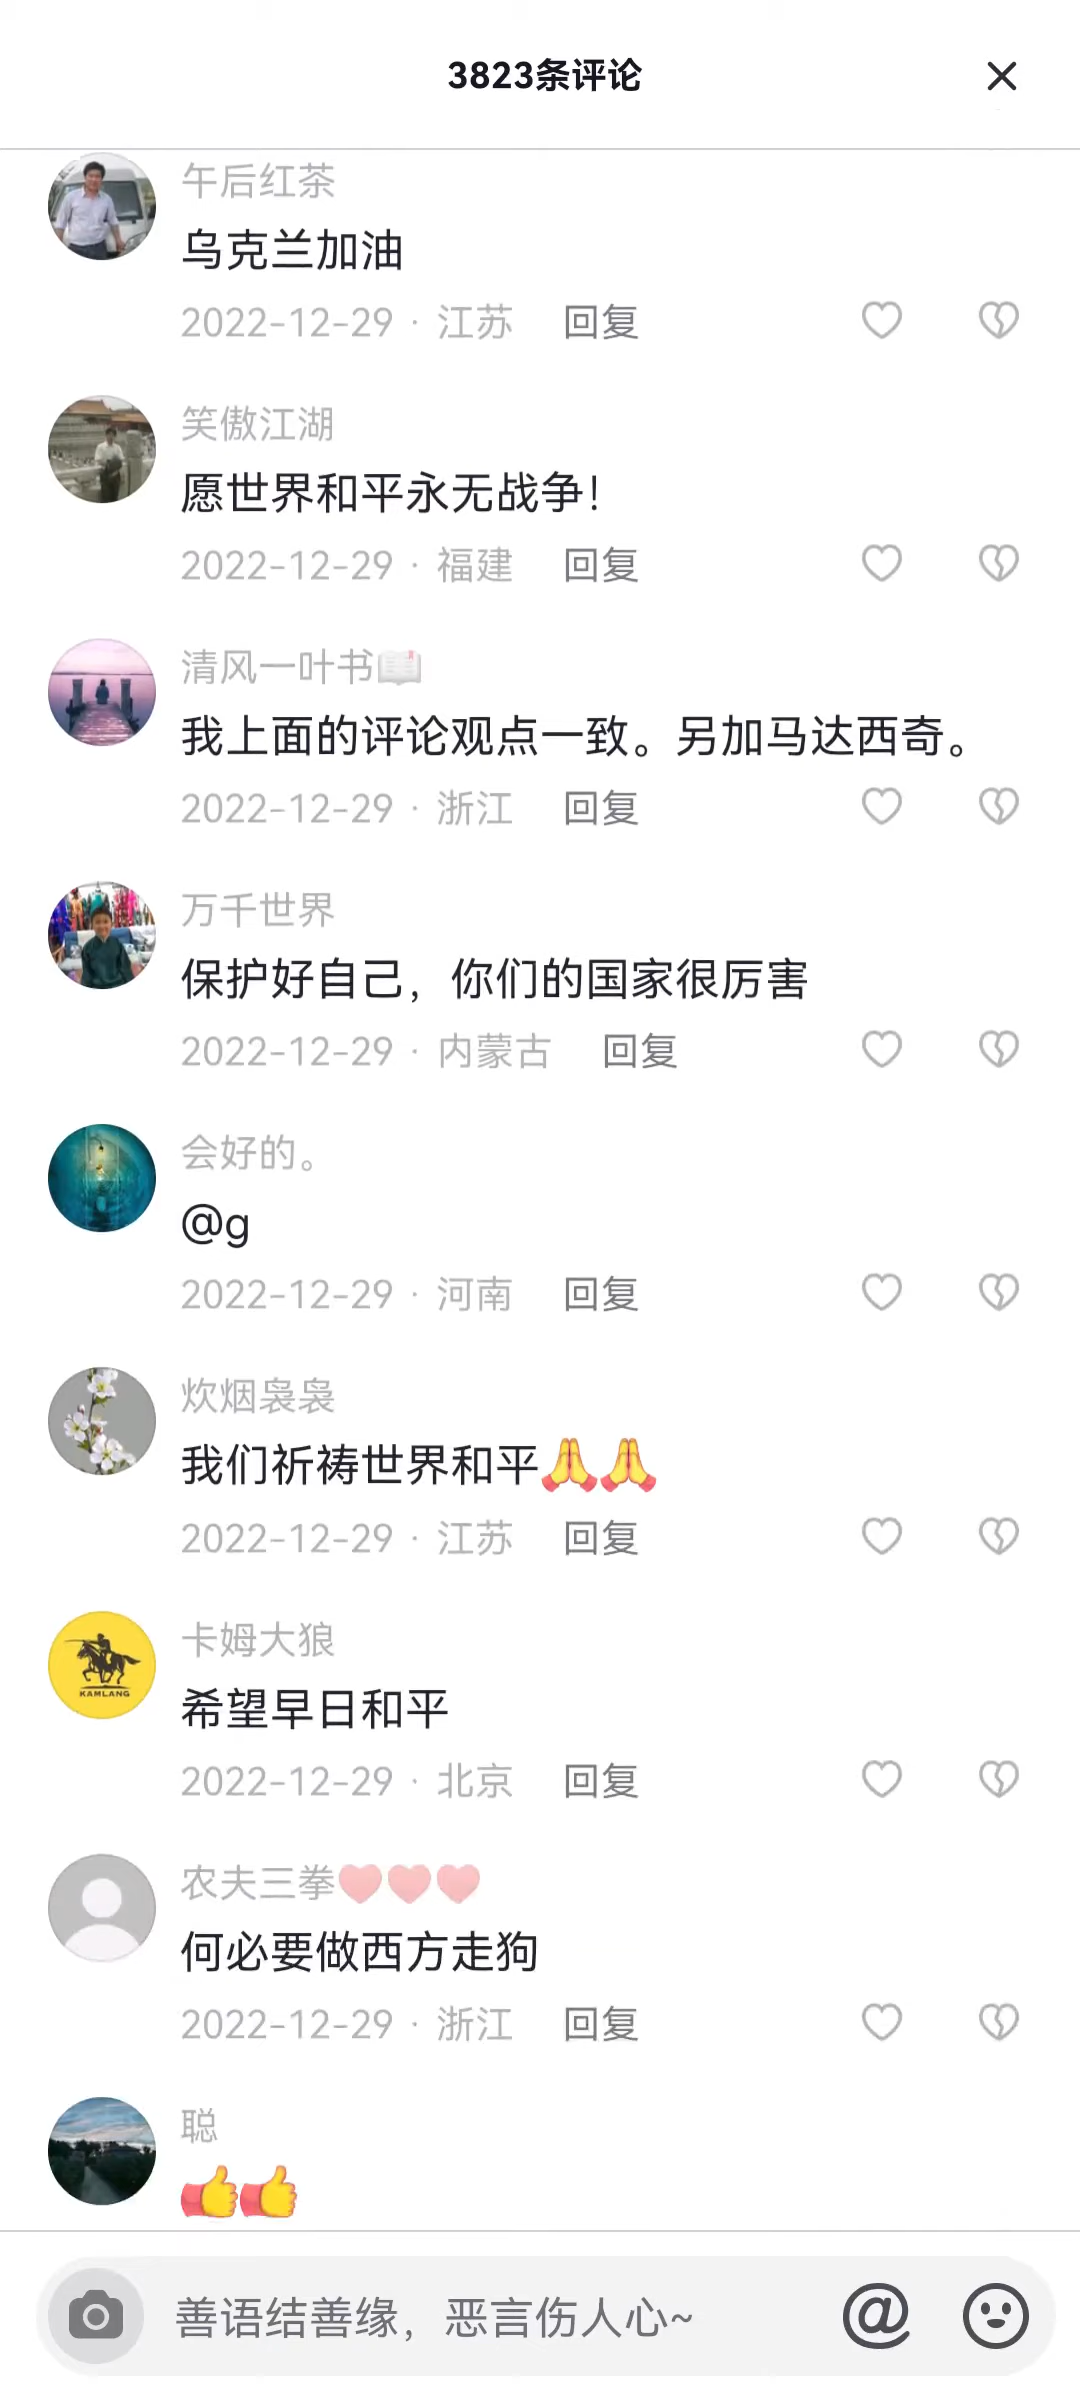 3823条评论
午后红茶
乌克兰加油
2022-12-29 · 江苏 回复
笑傲江湖
愿世界和平永无战争!
2022-12-29 · 福建 回复
清风一叶书📖
我上面的评论观点一致。另加马达西奇。
2022-12-29 · 浙江 回复
万千世界
保护好自己，你们的国家很厉害
2022-12-29 · 内蒙古 回复
会好的。
@g
2022-12-29 · 河南 回复
炊烟袅袅
我们祈祷世界和平🙏🙏
2022-12-29 · 江苏 回复
卡姆大狼
KAMLANG
希望早日和平
2022-12-29 · 北京 回复
农夫三拳❤❤❤
何必要做西方走狗
2022-12-29 · 浙江 回复
聪
👍👍
善语结善缘，恶言伤人心~